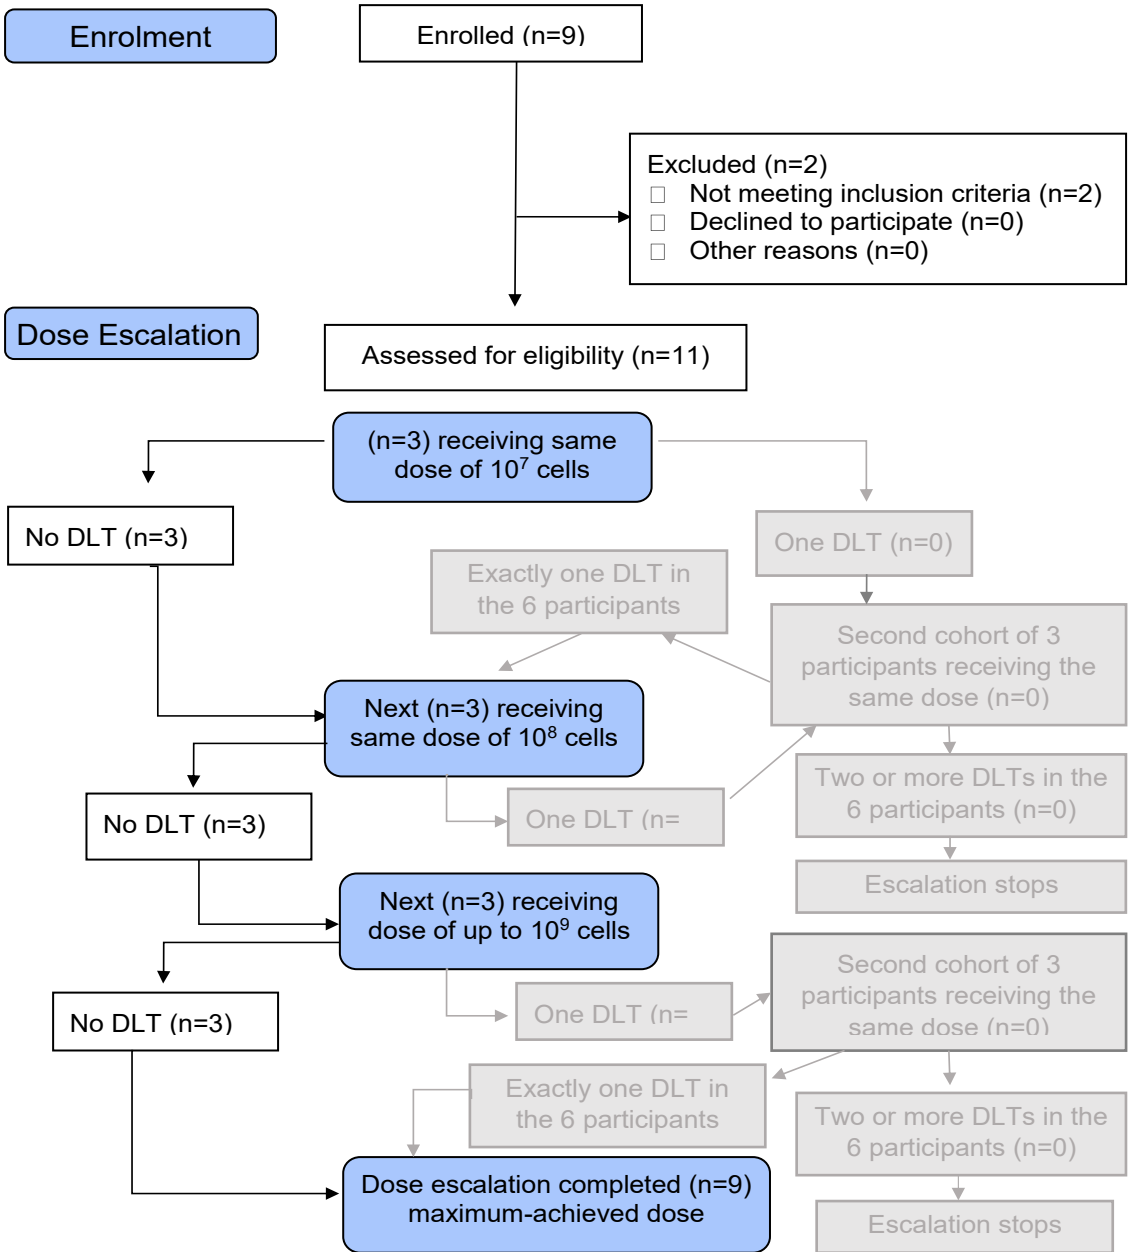 Enrolment
Enrolled (n=9)
Excluded (n=2)
Not meeting inclusion criteria (n=2)
Declined to participate (n=0)
Other reasons (n=0)
Dose Escalation
Assessed for eligibility (n=11)
(n=3) receiving same
dose of 10⁷ cells
No DLT (n=3)
One DLT (n=0)
Exactly one DLT in
the 6 participants
Second cohort of 3
participants receiving the
same dose (n=0)
Next (n=3) receiving
same dose of 10⁸ cells
Two or more DLTs in the
6 participants (n=0)
No DLT (n=3)
One DLT (n=
Escalation stops
Next (n=3) receiving
dose of up to 10⁹ cells
Second cohort of 3
participants receiving the
same dose (n=0)
No DLT (n=3)
One DLT (n=
Exactly one DLT in
the 6 participants
Two or more DLTs in the
6 participants (n=0)
Dose escalation completed (n=9)
maximum-achieved dose
Escalation stops